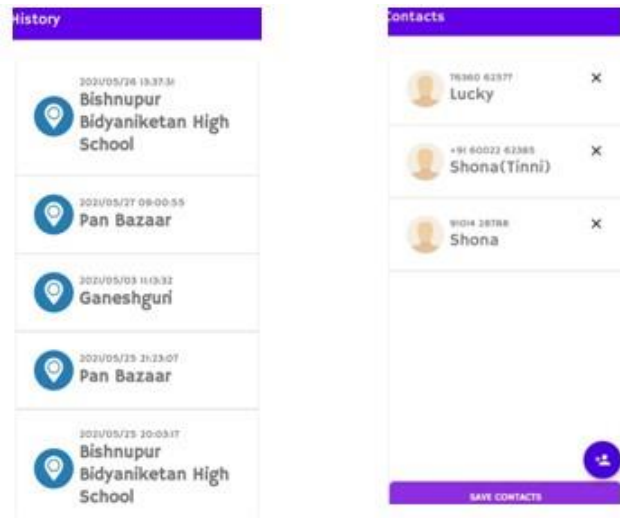 History
2021/05/26 13:37:31
Bishnupur
Bidyaniketan High
School
2021/05/27 09:00:55
Pan Bazaar
2021/05/03 11:13:32
Ganeshguri
2021/05/25 21:23:07
Pan Bazaar
2021/05/25 20:03:17
Bishnupur
Bidyaniketan High
School
Contacts
Lucky
+91 60022 62385
Shona(Tinni)
Shona
SAVE CONTACTS